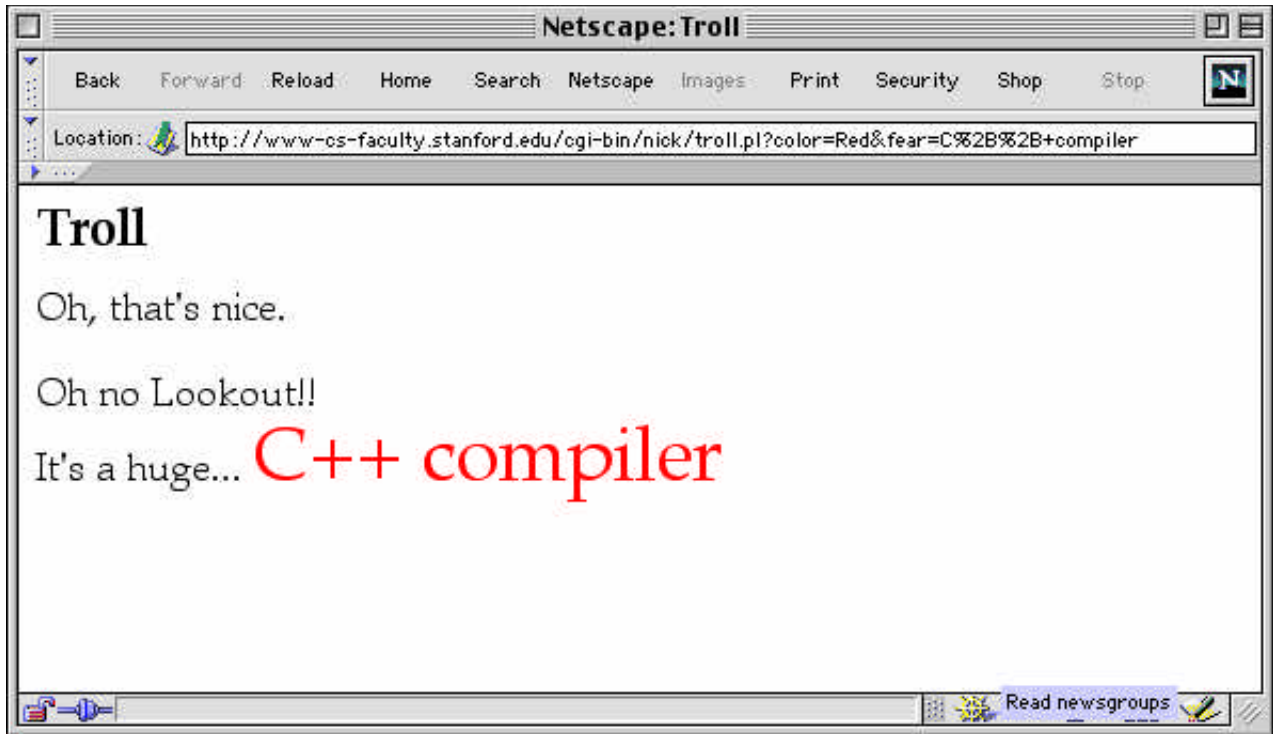 Netscape: Troll
Back Forward Reload Home Search Netscape Images Print Security Shop Stop N
Location: http://www-cs-faculty.stanford.edu/cgi-bin/nick/troll.pl?color=Red&fear=C%2B%2B+compiler
...
Troll
Oh, that's nice.
Oh no Lookout!!
It's a huge... C++ compiler
Read newsgroups